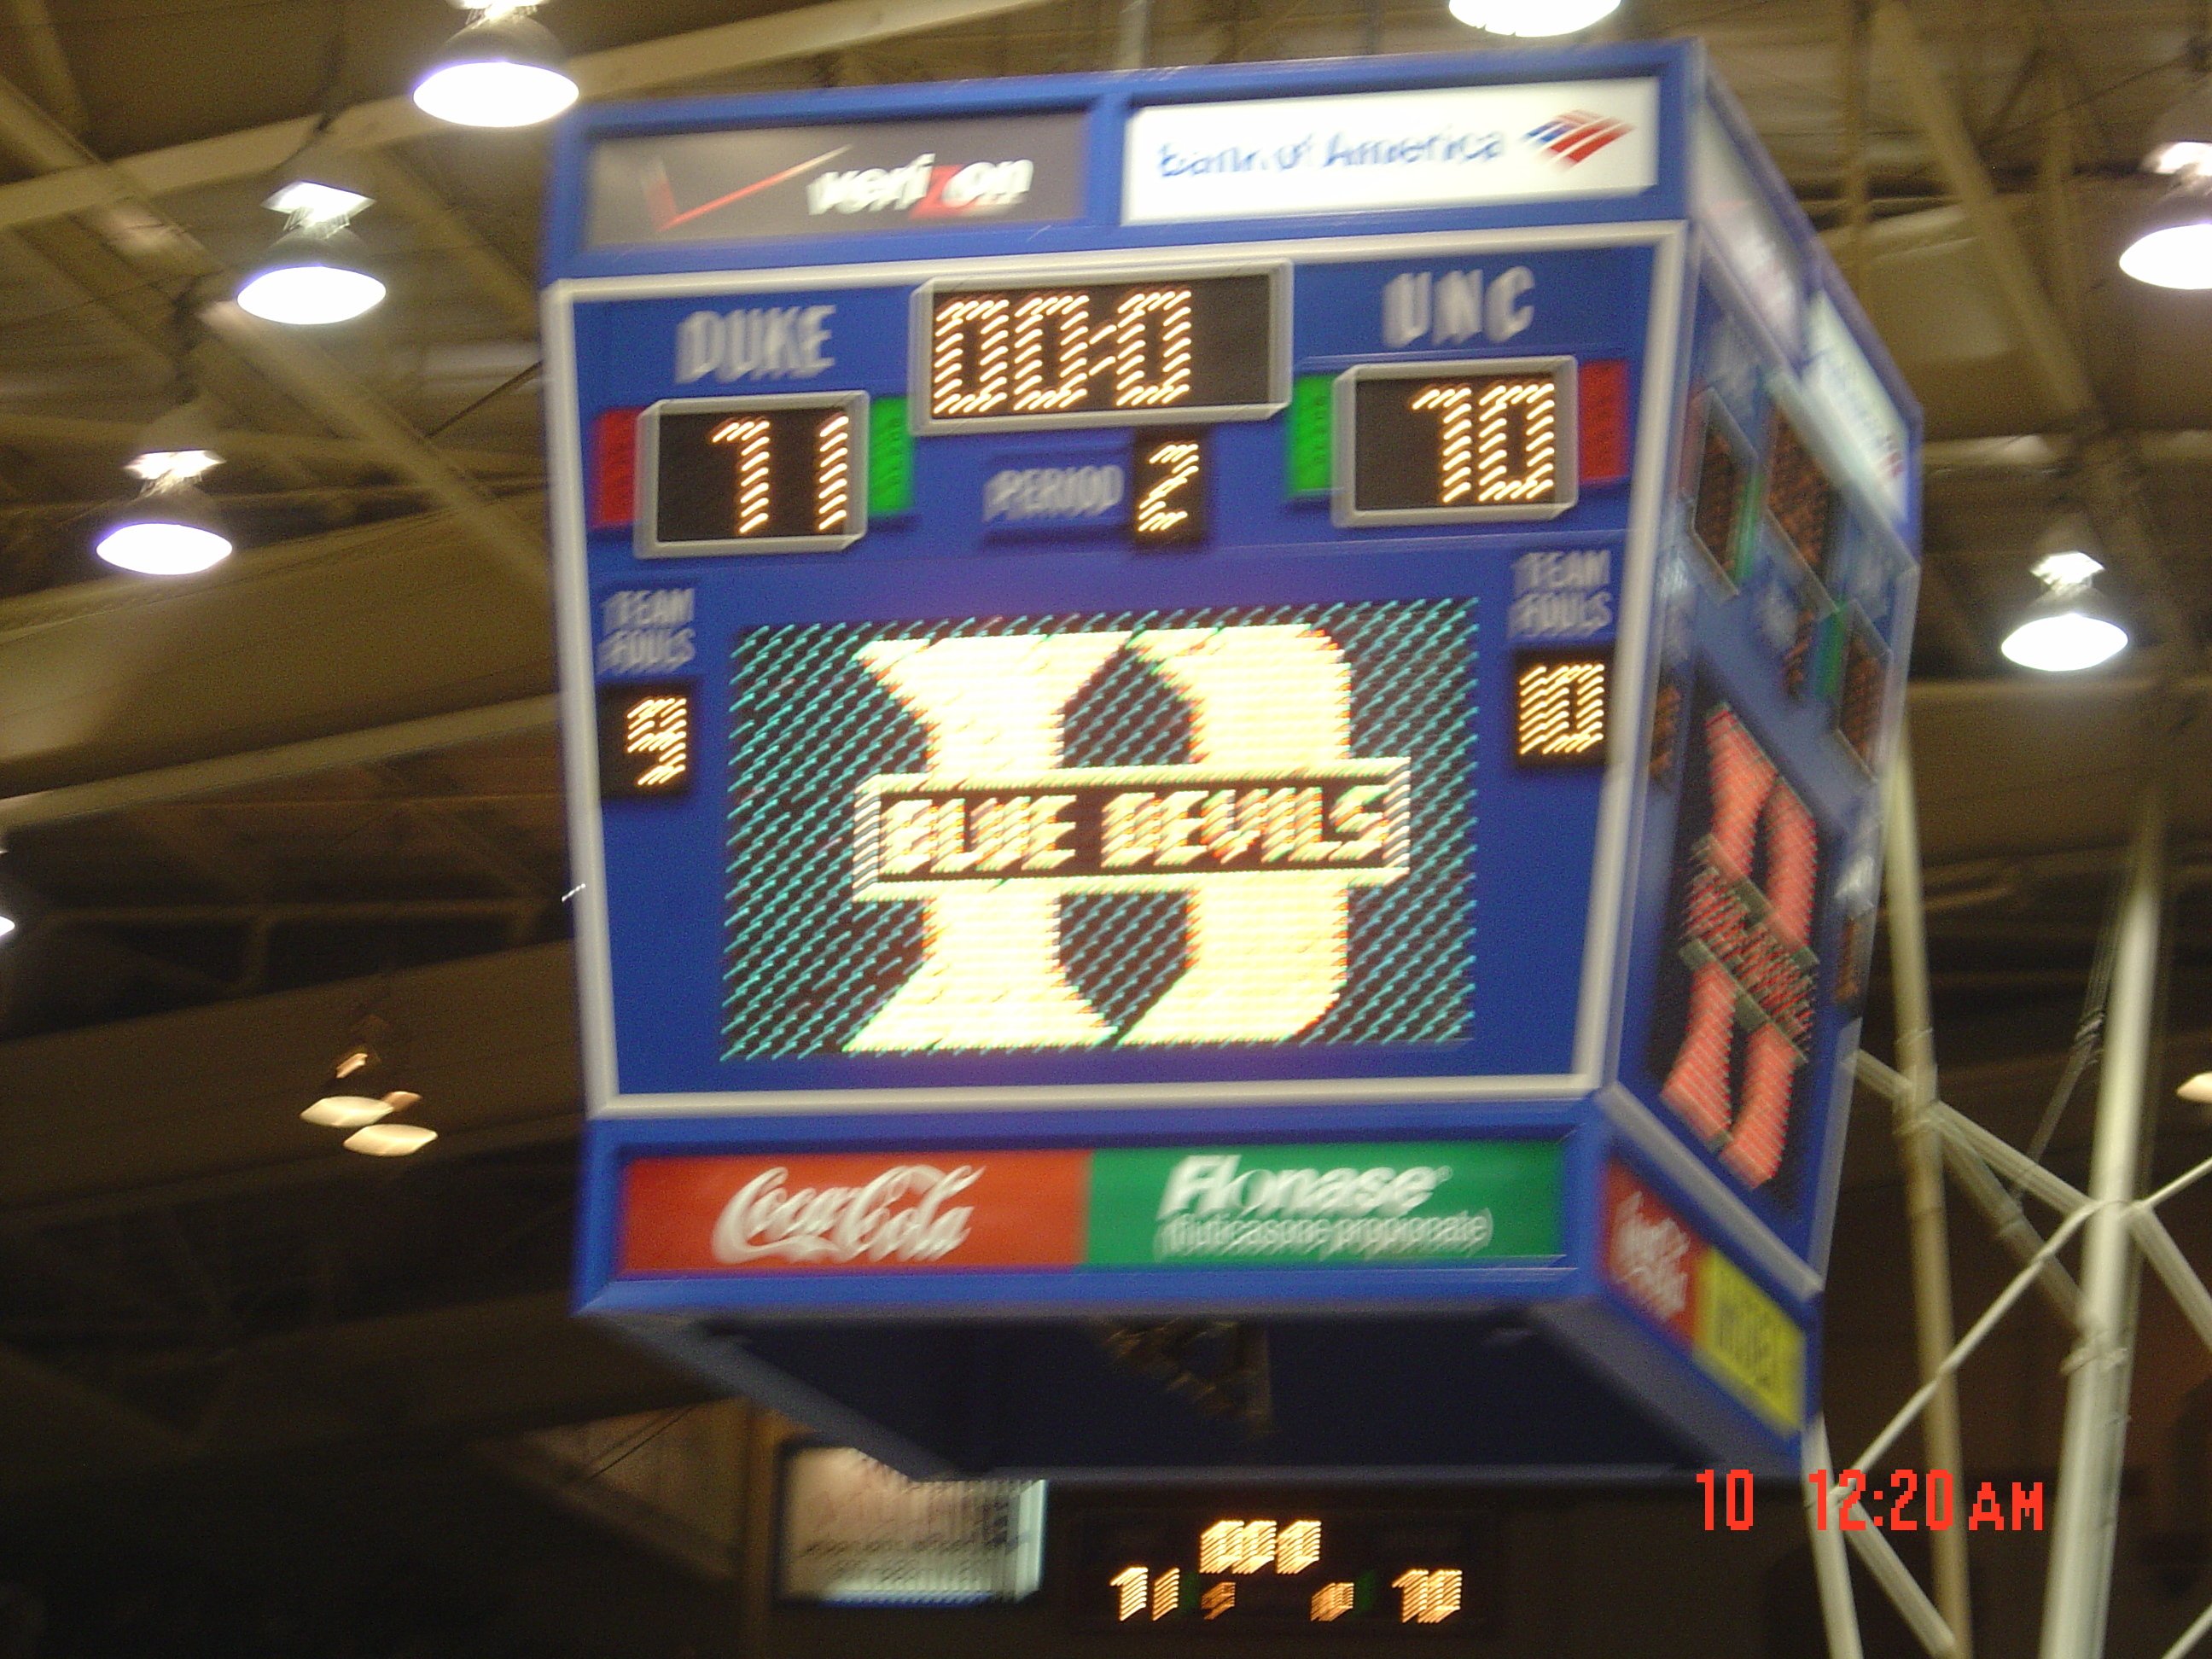 verizon
Bank of America
DUKE
00:0
UNC
71
PERIOD 2
70
TEAM FOULS
TEAM FOULS
9
10
BLUE DEVILS
Coca-Cola
Flonase
(fluticasone propionate)
10 12:20 AM
71
70